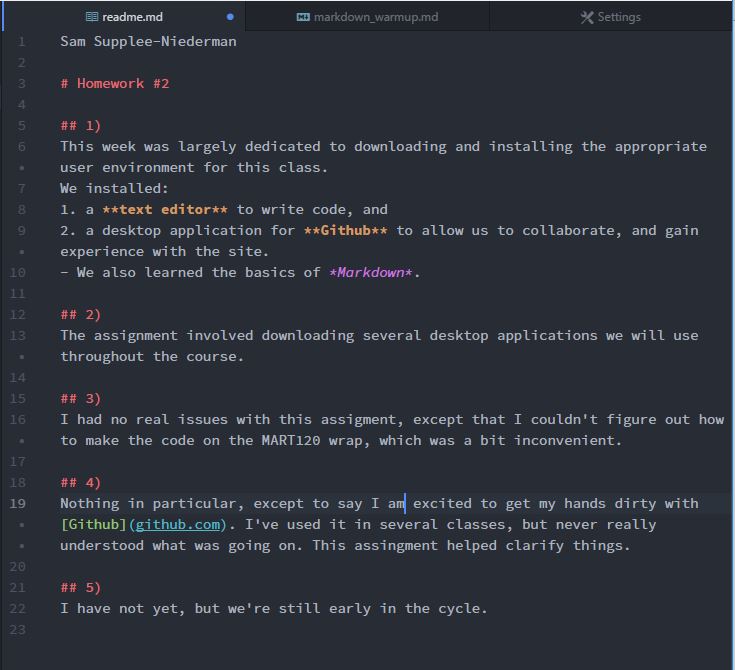 readme.md
markdown_warmup.md
Settings
1 Sam Supplee-Niederman
2
3 # Homework #2
4
5 ## 1)
6 This week was largely dedicated to downloading and installing the appropriate
• user environment for this class.
7 We installed:
8 1. a **text editor** to write code, and
9 2. a desktop application for **Github** to allow us to collaborate, and gain
• experience with the site.
10 - We also learned the basics of *Markdown*.
11
12 ## 2)
13 The assignment involved downloading several desktop applications we will use
• throughout the course.
14
15 ## 3)
16 I had no real issues with this assigment, except that I couldn't figure out how
• to make the code on the MART120 wrap, which was a bit inconvenient.
17
18 ## 4)
19 Nothing in particular, except to say I am excited to get my hands dirty with
• [Github](github.com). I've used it in several classes, but never really
• understood what was going on. This assingment helped clarify things.
20
21 ## 5)
22 I have not yet, but we're still early in the cycle.
23